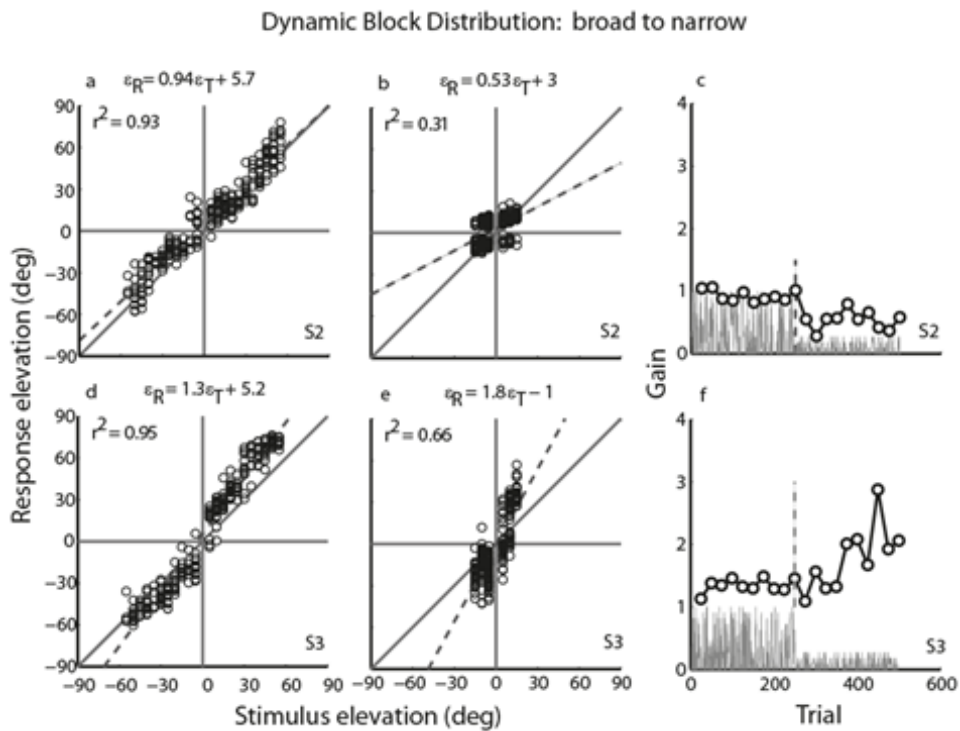 Dynamic Block Distribution: broad to narrow
a εR = 0.94εT + 5.7
b εR = 0.53εT + 3
c
90
60
30
0
−30
−60
−90
r² = 0.93
S2
r² = 0.31
S2
4
3
2
1
0
S2
d εR = 1.3εT + 5.2
e εR = 1.8εT − 1
f
90
60
30
0
−30
−60
−90
r² = 0.95
S3
r² = 0.66
S3
4
3
2
1
0
S3
−90 −60 −30 0 30 60 90
−90 −60 −30 0 30 60 90
0 200 400 600
Response elevation (deg)
Stimulus elevation (deg)
Gain
Trial